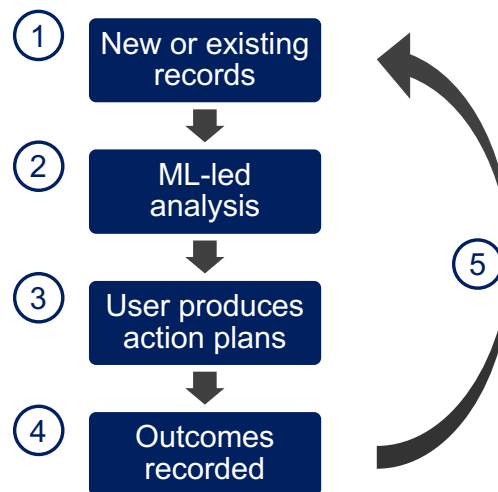 1
New or existing
records
2
ML-led
analysis
3
User produces
action plans
4
Outcomes
recorded
5